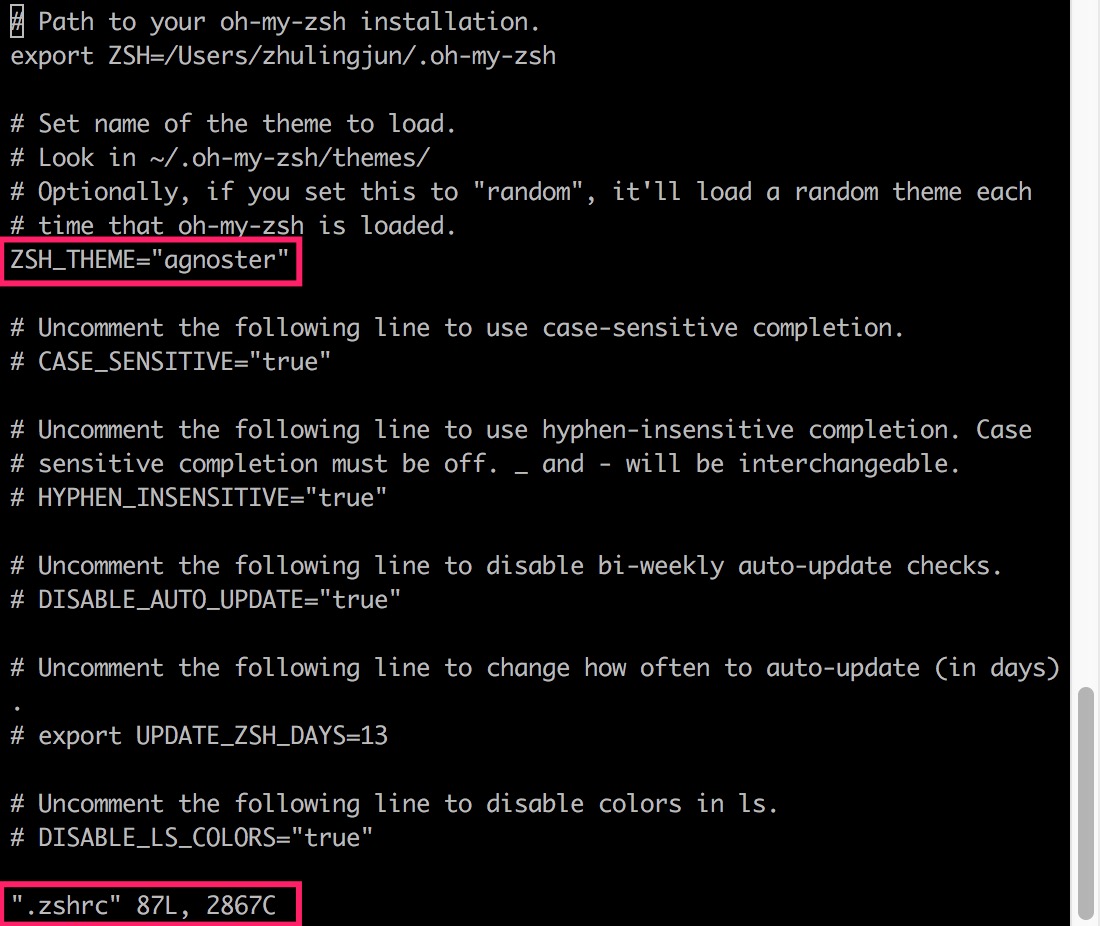 # Path to your oh-my-zsh installation.
export ZSH=/Users/zhulingjun/.oh-my-zsh
# Set name of the theme to load.
# Look in ~/.oh-my-zsh/themes/
# Optionally, if you set this to "random", it'll load a random theme each
# time that oh-my-zsh is loaded.
ZSH_THEME="agnoster"
# Uncomment the following line to use case-sensitive completion.
# CASE_SENSITIVE="true"
# Uncomment the following line to use hyphen-insensitive completion. Case
# sensitive completion must be off. _ and - will be interchangeable.
# HYPHEN_INSENSITIVE="true"
# Uncomment the following line to disable bi-weekly auto-update checks.
# DISABLE_AUTO_UPDATE="true"
# Uncomment the following line to change how often to auto-update (in days)
.
# export UPDATE_ZSH_DAYS=13
# Uncomment the following line to disable colors in ls.
# DISABLE_LS_COLORS="true"
".zshrc" 87L, 2867C